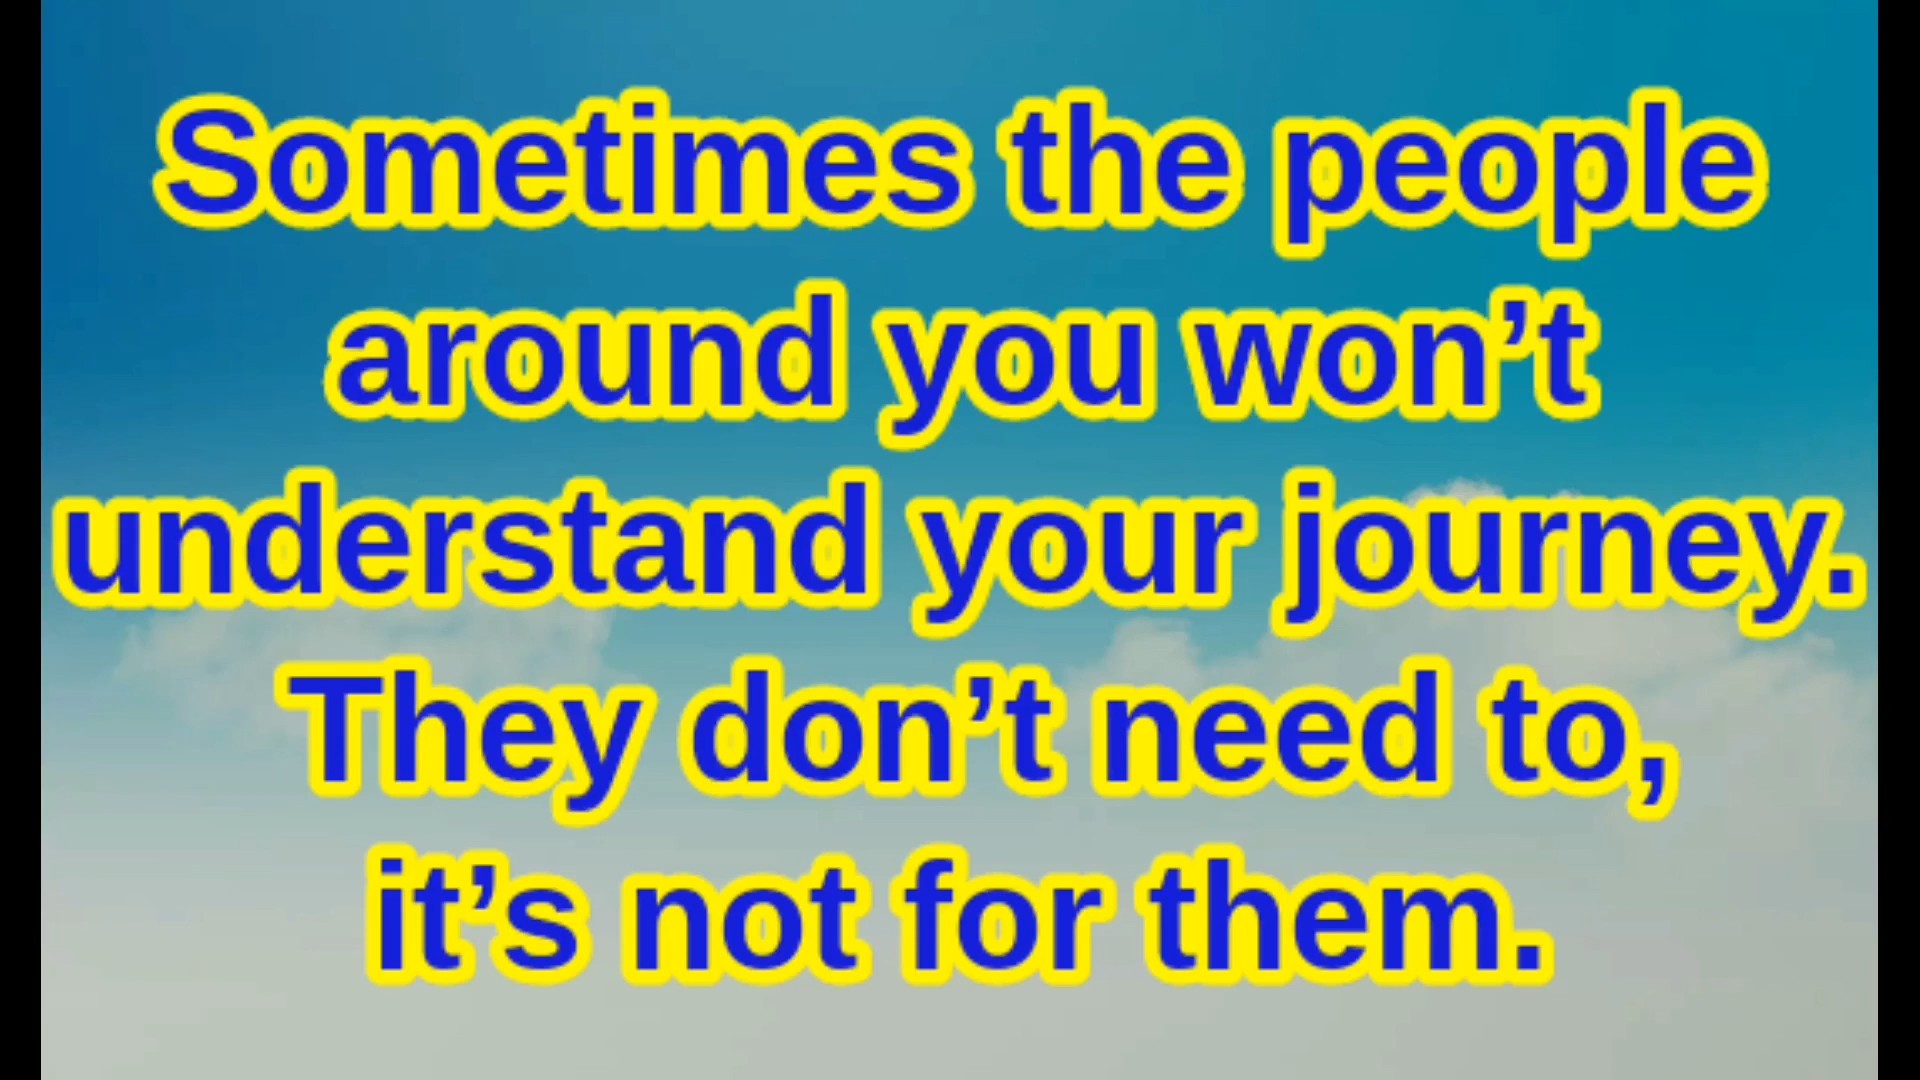 Sometimes the people
around you won’t
understand your journey.
They don’t need to,
it’s not for them.